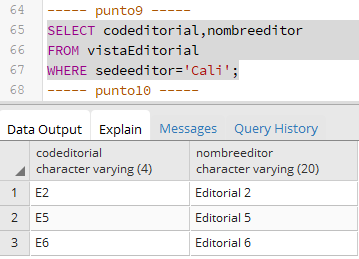 64 ----- punto9 -----
65 SELECT codeditorial,nombreeditor
66 FROM vistaEditorial
67 WHERE sedeeditor='Cali';
68 ----- punto10 -----
Data Output Explain Messages Query History
codeditorial nombreeditor
character varying (4) character varying (20)
1 E2 Editorial 2
2 E5 Editorial 5
3 E6 Editorial 6